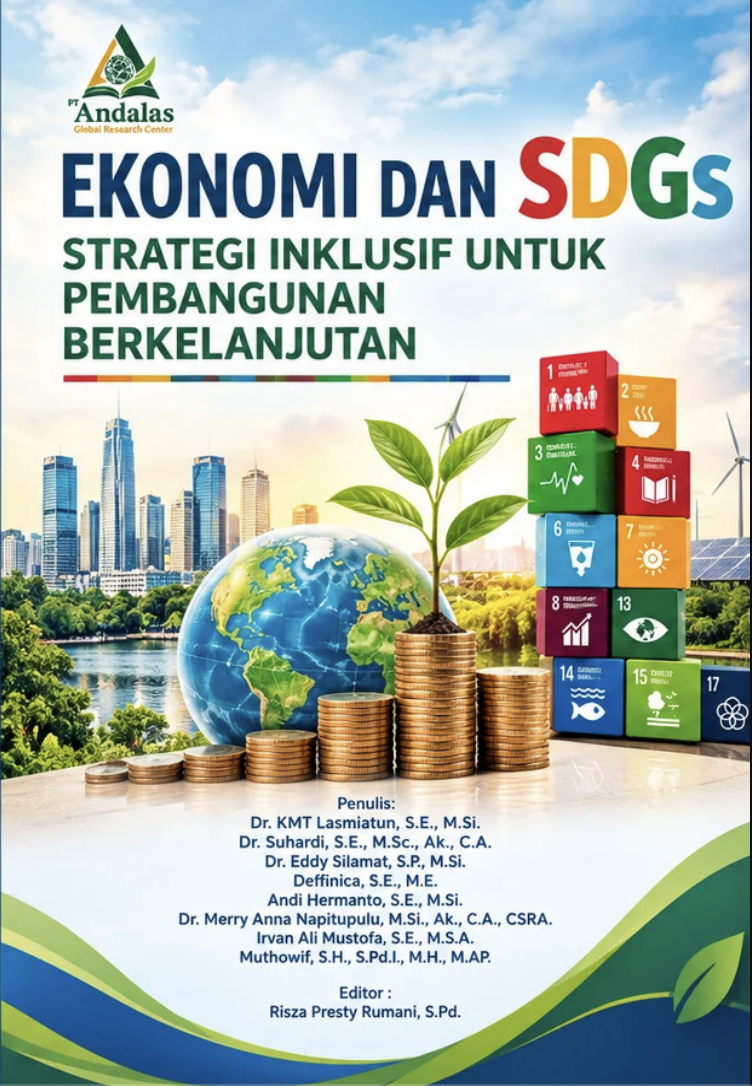 PT
Andalas
Global Research Center
EKONOMI DAN SDGs
STRATEGI INKLUSIF UNTUK
PEMBANGUNAN
BERKELANJUTAN
1
2
3
4
6
7
8
13
14
15
17
Penulis:
Dr. KMT Lasmiatun, S.E., M.Si.
Dr. Suhardi, S.E., M.Sc., Ak., C.A.
Dr. Eddy Silamat, S.P., M.Si.
Deffinica, S.E., M.E.
Andi Hermanto, S.E., M.Si.
Dr. Merry Anna Napitupulu, M.Si., Ak., C.A., CSRA.
Irvan Ali Mustofa, S.E., M.S.A.
Muthowif, S.H., S.Pd.I., M.H., M.AP.
Editor :
Risza Presty Rumani, S.Pd.